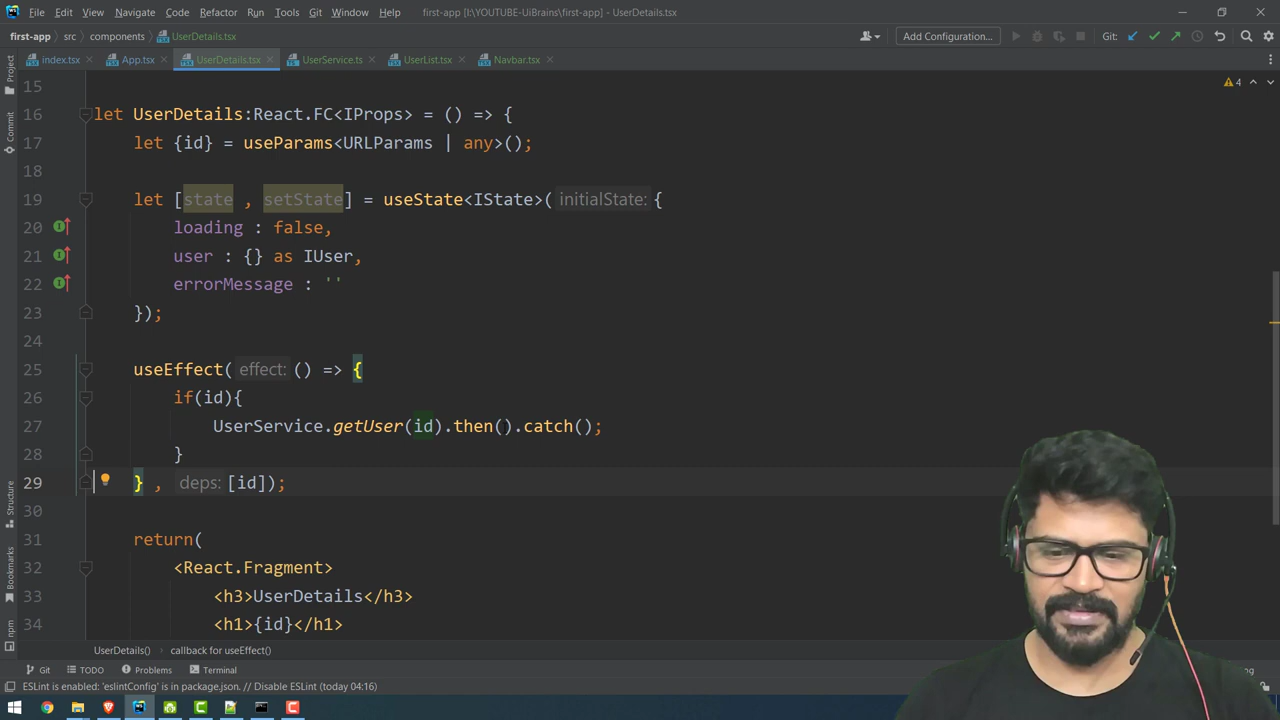 File Edit View Navigate Code Refactor Run Tools Git Window Help first-app [I:\YOUTUBE-UiBrains\first-app] - UserDetails.tsx
first-app src components UserDetails.tsx Add Configuration... Git:
index.tsx App.tsx UserDetails.tsx UserService.ts UserList.tsx Navbar.tsx
Project
Commit
Structure
Bookmarks
npm
4
15
16 let UserDetails:React.FC<IProps> = () => {
17 let {id} = useParams<URLParams | any>();
18
19 let [state , setState] = useState<IState>( initialState: {
20 loading : false,
21 user : {} as IUser,
22 errorMessage : ''
23 });
24
25 useEffect( effect: () => {
26 if(id){
27 UserService.getUser(id).then().catch();
28 }
29 } , deps: [id]);
30
31 return(
32 <React.Fragment>
33 <h3>UserDetails</h3>
34 <h1>{id}</h1>
UserDetails() callback for useEffect()
Git TODO Problems Terminal
ESLint is enabled: 'eslintConfig' is in package.json. // Disable ESLint (today 04:16)